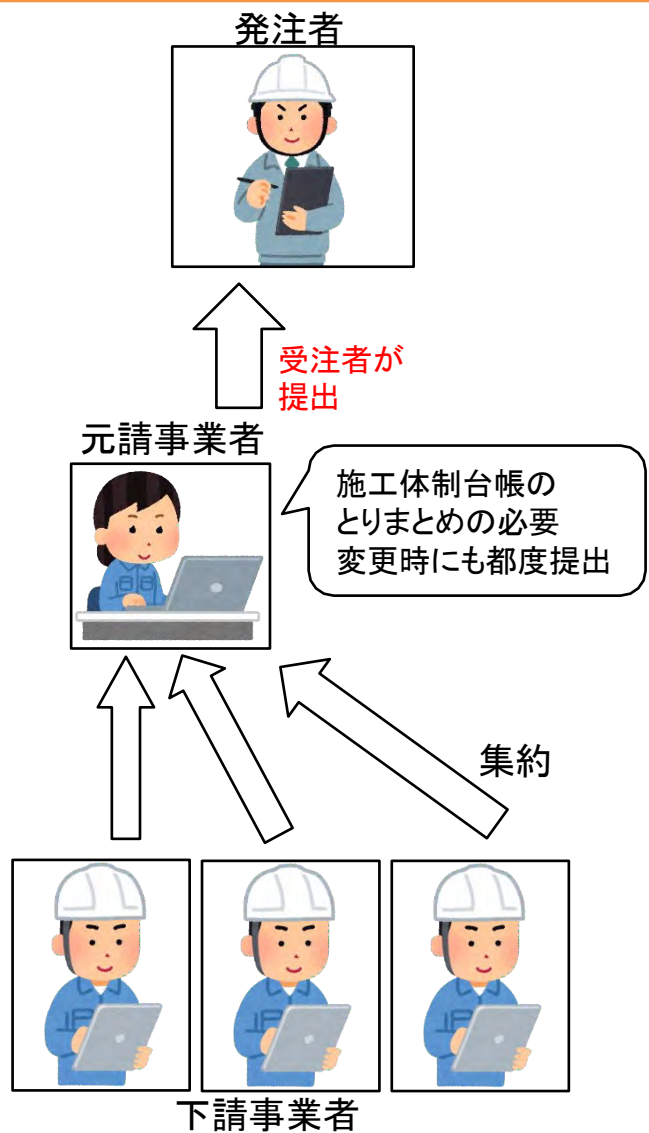 発注者
受注者が
提出
元請事業者
施工体制台帳の
とりまとめの必要
変更時にも都度提出
集約
下請事業者